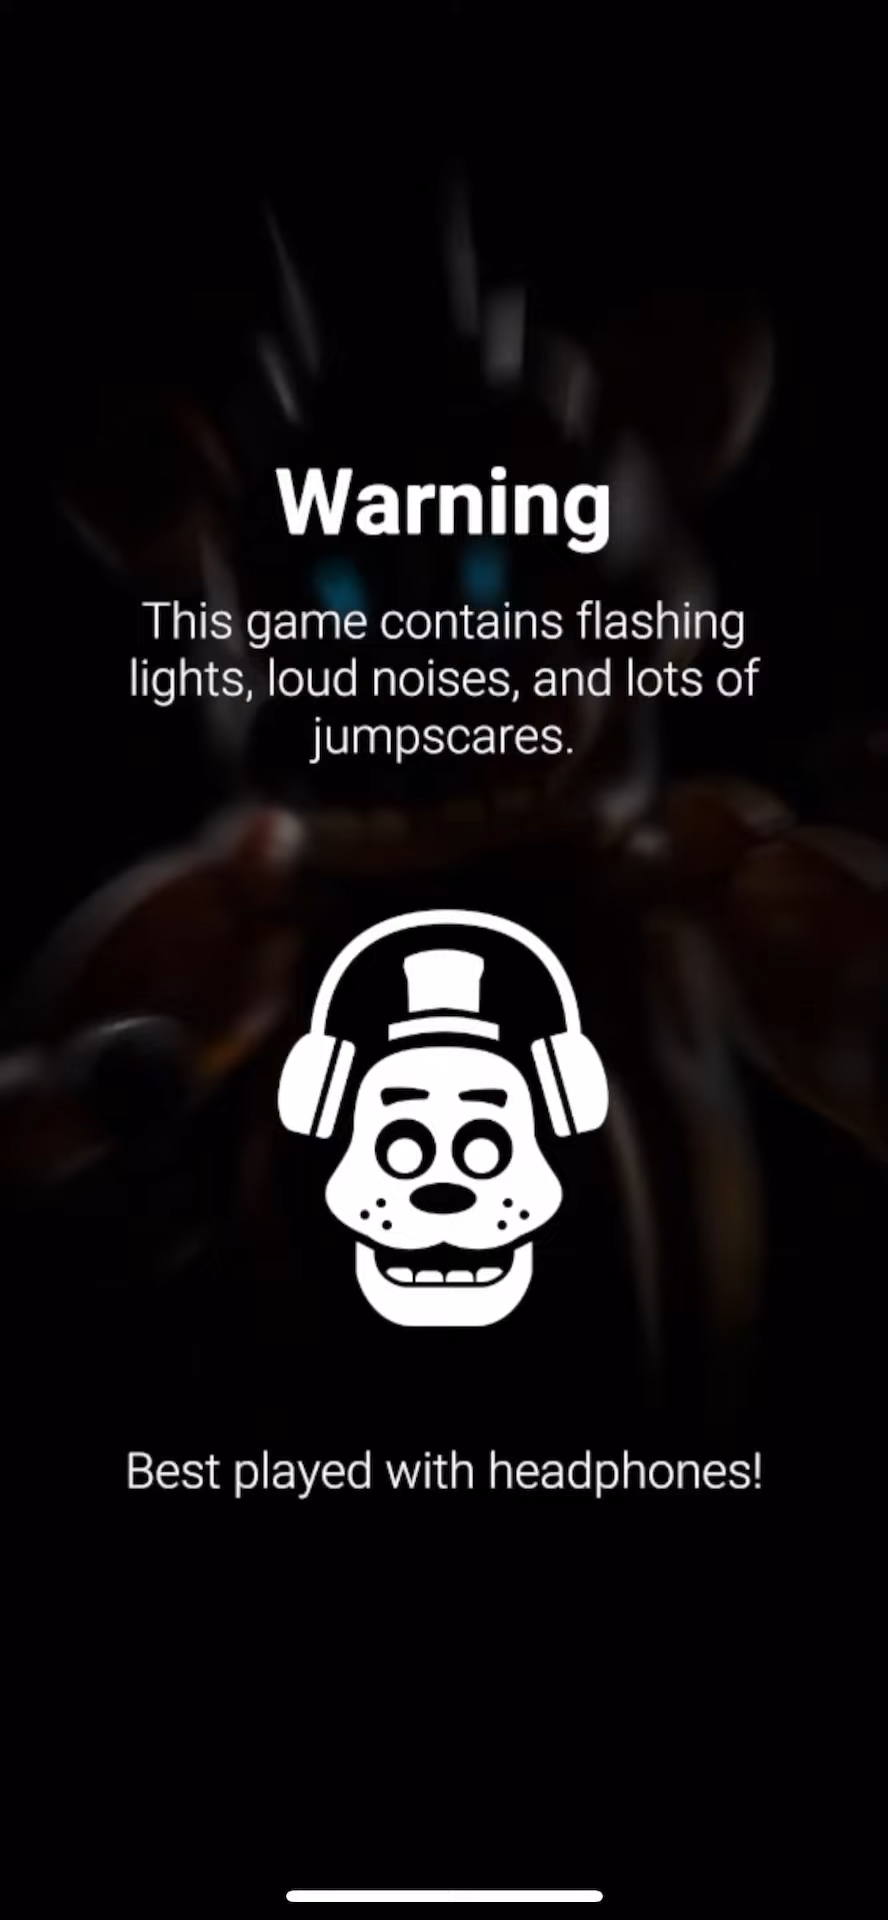 Warning
This game contains flashing
lights, loud noises, and lots of
jumpscares.
Best played with headphones!